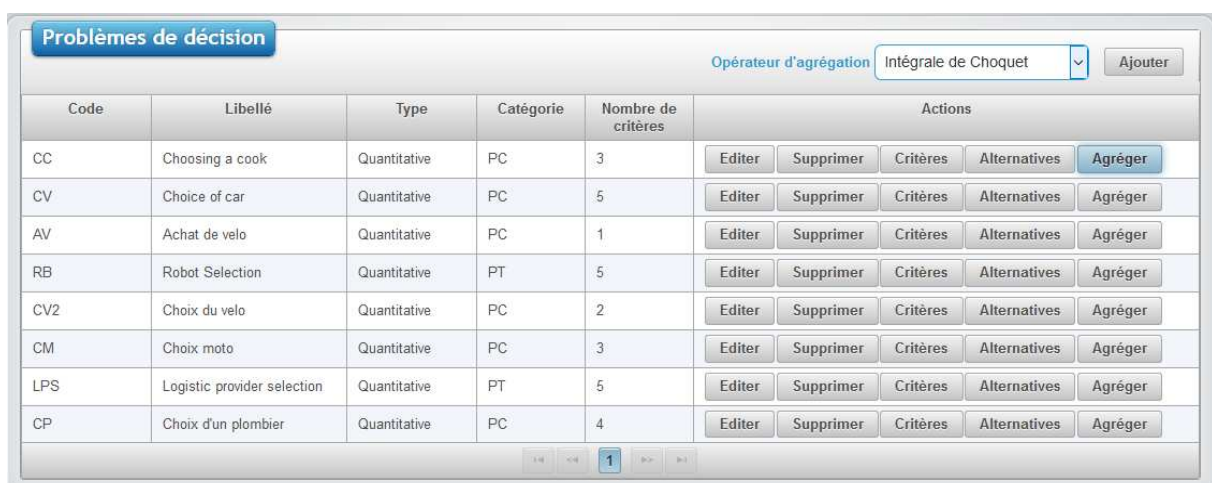 Problèmes de décision
Opérateur d'agrégation Intégrale de Choquet Ajouter
Code Libellé Type Catégorie Nombre de critères Actions
CC Choosing a cook Quantitative PC 3 Editer Supprimer Critères Alternatives Agréger
CV Choice of car Quantitative PC 5 Editer Supprimer Critères Alternatives Agréger
AV Achat de velo Quantitative PC 1 Editer Supprimer Critères Alternatives Agréger
RB Robot Selection Quantitative PT 5 Editer Supprimer Critères Alternatives Agréger
CV2 Choix du velo Quantitative PC 2 Editer Supprimer Critères Alternatives Agréger
CM Choix moto Quantitative PC 3 Editer Supprimer Critères Alternatives Agréger
LPS Logistic provider selection Quantitative PT 5 Editer Supprimer Critères Alternatives Agréger
CP Choix d'un plombier Quantitative PC 4 Editer Supprimer Critères Alternatives Agréger
1